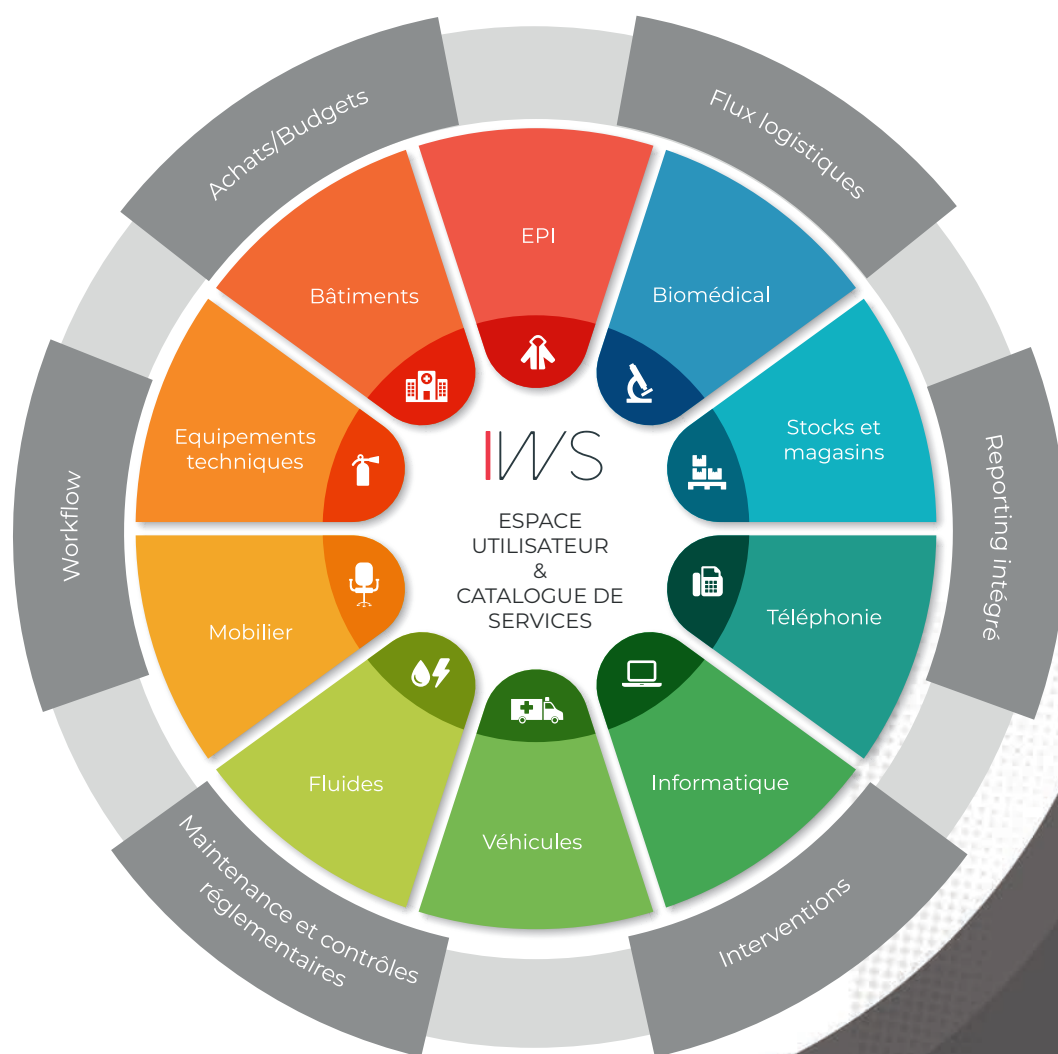 Achats/Budgets
Flux logistiques
EPI
Bâtiments
Biomédical
Equipements
techniques
Stocks et
magasins
IWS
ESPACE
UTILISATEUR
&
CATALOGUE DE
SERVICES
Workflow
Reporting intégré
Mobilier
Téléphonie
Fluides
Informatique
Véhicules
Maintenance et contrôles
réglementaires
Interventions